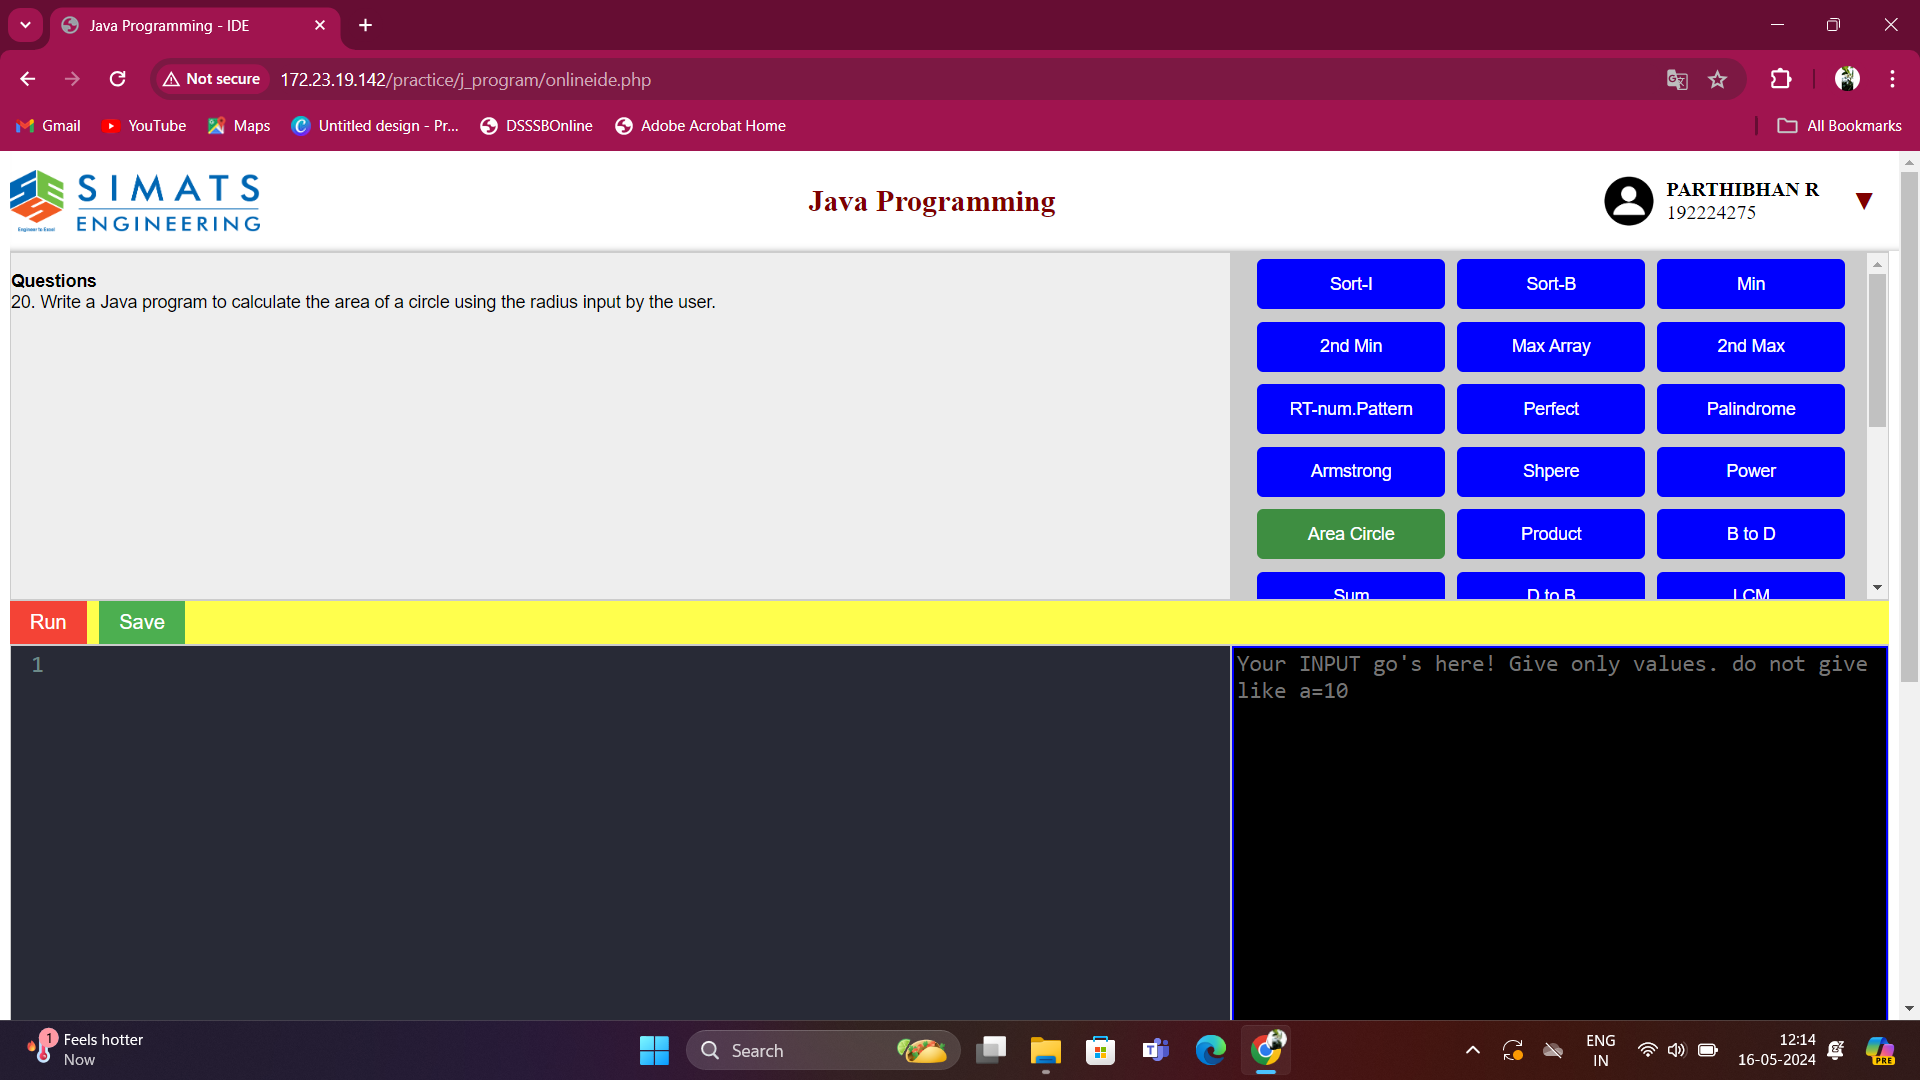 Java Programming - IDE
Not secure
172.23.19.142/practice/j_program/onlineide.php
Gmail
YouTube
Maps
Untitled design - Pr...
DSSSBOnline
Adobe Acrobat Home
All Bookmarks
SIMATS
ENGINEERING
Engineer to Excel
Java Programming
PARTHIBHAN R
192224275
Questions
20. Write a Java program to calculate the area of a circle using the radius input by the user.
Sort-I
Sort-B
Min
2nd Min
Max Array
2nd Max
RT-num.Pattern
Perfect
Palindrome
Armstrong
Shpere
Power
Area Circle
Product
B to D
Sum
D to B
LCM
Run
Save
1
Your INPUT go's here! Give only values. do not give
like a=10
1
Feels hotter
Now
Search
ENG
IN
12:14
16-05-2024
PRE